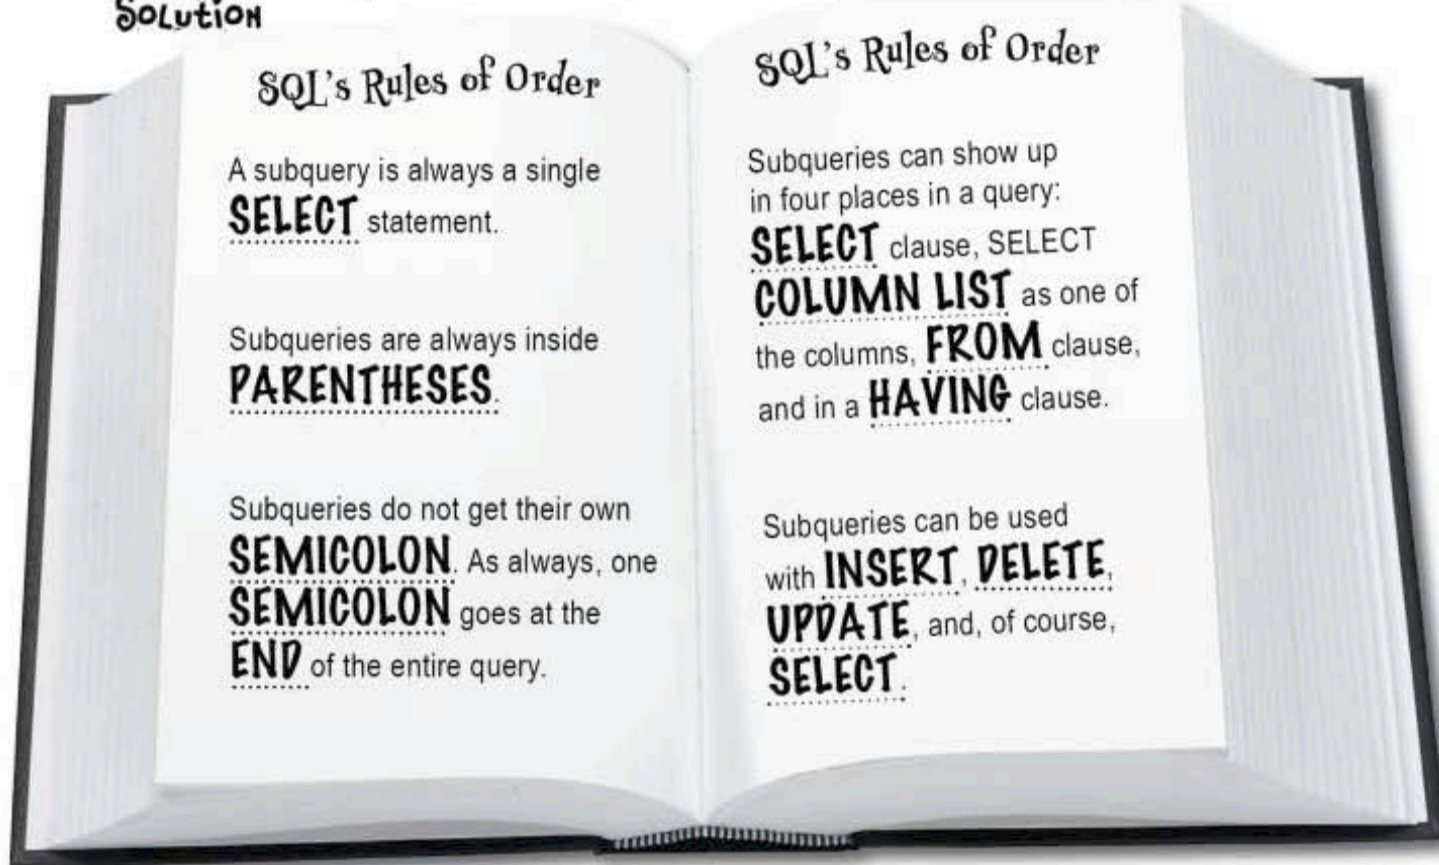 Solution
SQL's Rules of Order
A subquery is always a single
SELECT statement.
Subqueries are always inside
PARENTHESES.
Subqueries do not get their own
SEMICOLON. As always, one
SEMICOLON goes at the
END of the entire query.
SQL's Rules of Order
Subqueries can show up
in four places in a query:
SELECT clause, SELECT
COLUMN LIST as one of
the columns, FROM clause,
and in a HAVING clause.
Subqueries can be used
with INSERT, DELETE,
UPDATE, and, of course,
SELECT.